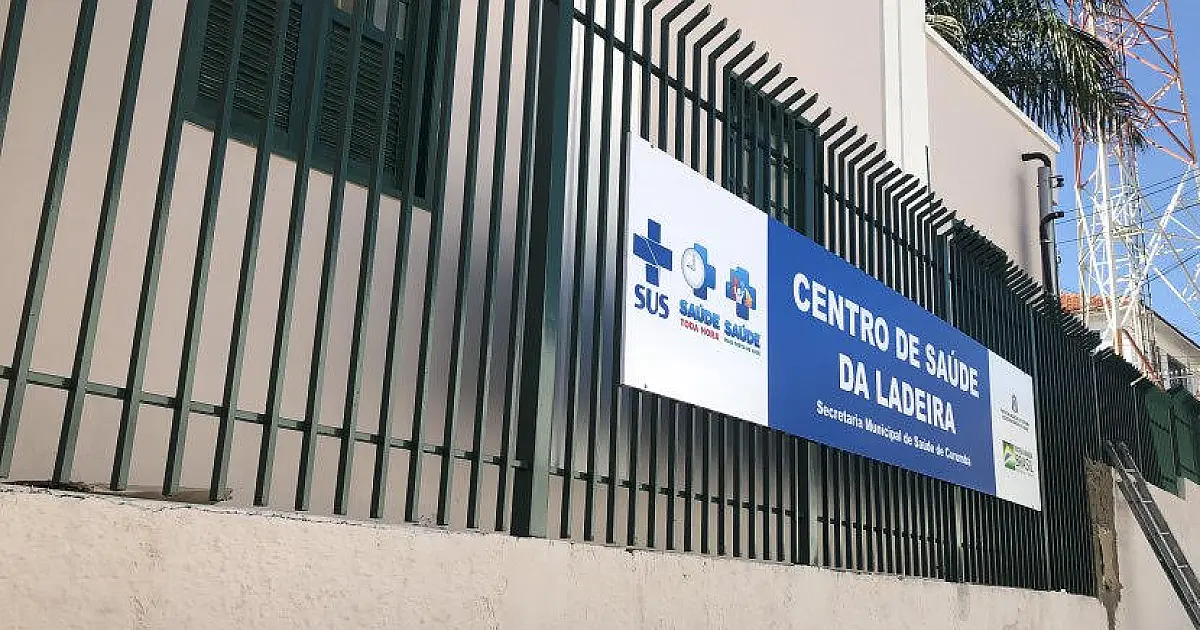 SUS
SAÚDE
TODA HORA
SAÚDE
CENTRO DE SAÚDE
DA LADEIRA
Secretaria Municipal de Saúde de Corumbá
BRASIL